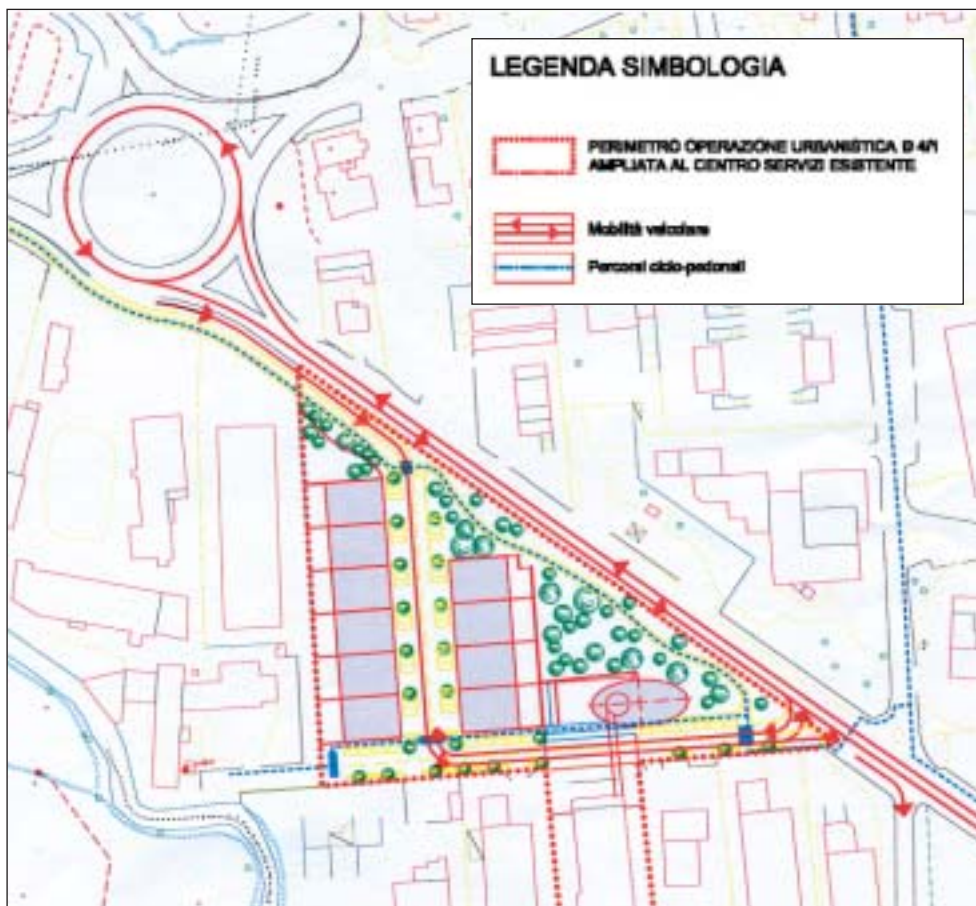 LEGENDA SIMBOLOGIA
PERIMETRO OPERAZIONE URBANISTICA D 4/1
AMPLIATA AL CENTRO SERVIZI ESISTENTE
Mobilità veicolare
Percorsi ciclo-pedonali